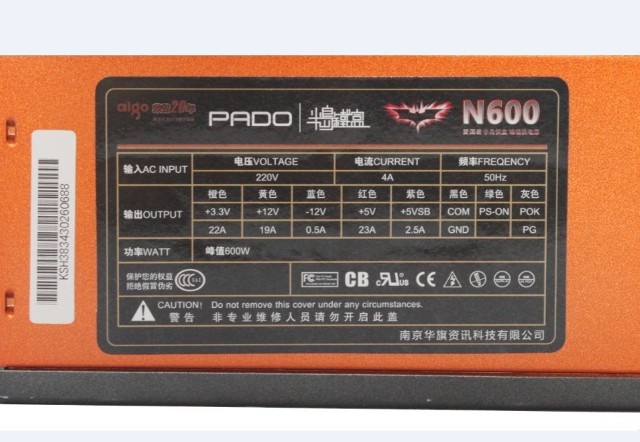 aigo PADO 半島鐵盒 N600
输入AC INPUT 电压VOLTAGE 电流CURRENT 频率FREQENCY
220V 4A 50Hz
输出OUTPUT 橙色 黄色 蓝色 红色 紫色 黑色 绿色 灰色
+3.3V +12V -12V +5V +5VSB COM PS-ON POK
22A 19A 0.5A 23A 2.5A GND PG
功率WATT 峰值600W
保护您的权益
拒绝假冒伪劣
FC CB CE
CAUTION! Do not remove this cover under any circumstances.
警告 非专业维修人员请勿开启此盖
南京华旗资讯科技有限公司
KSH383430260688